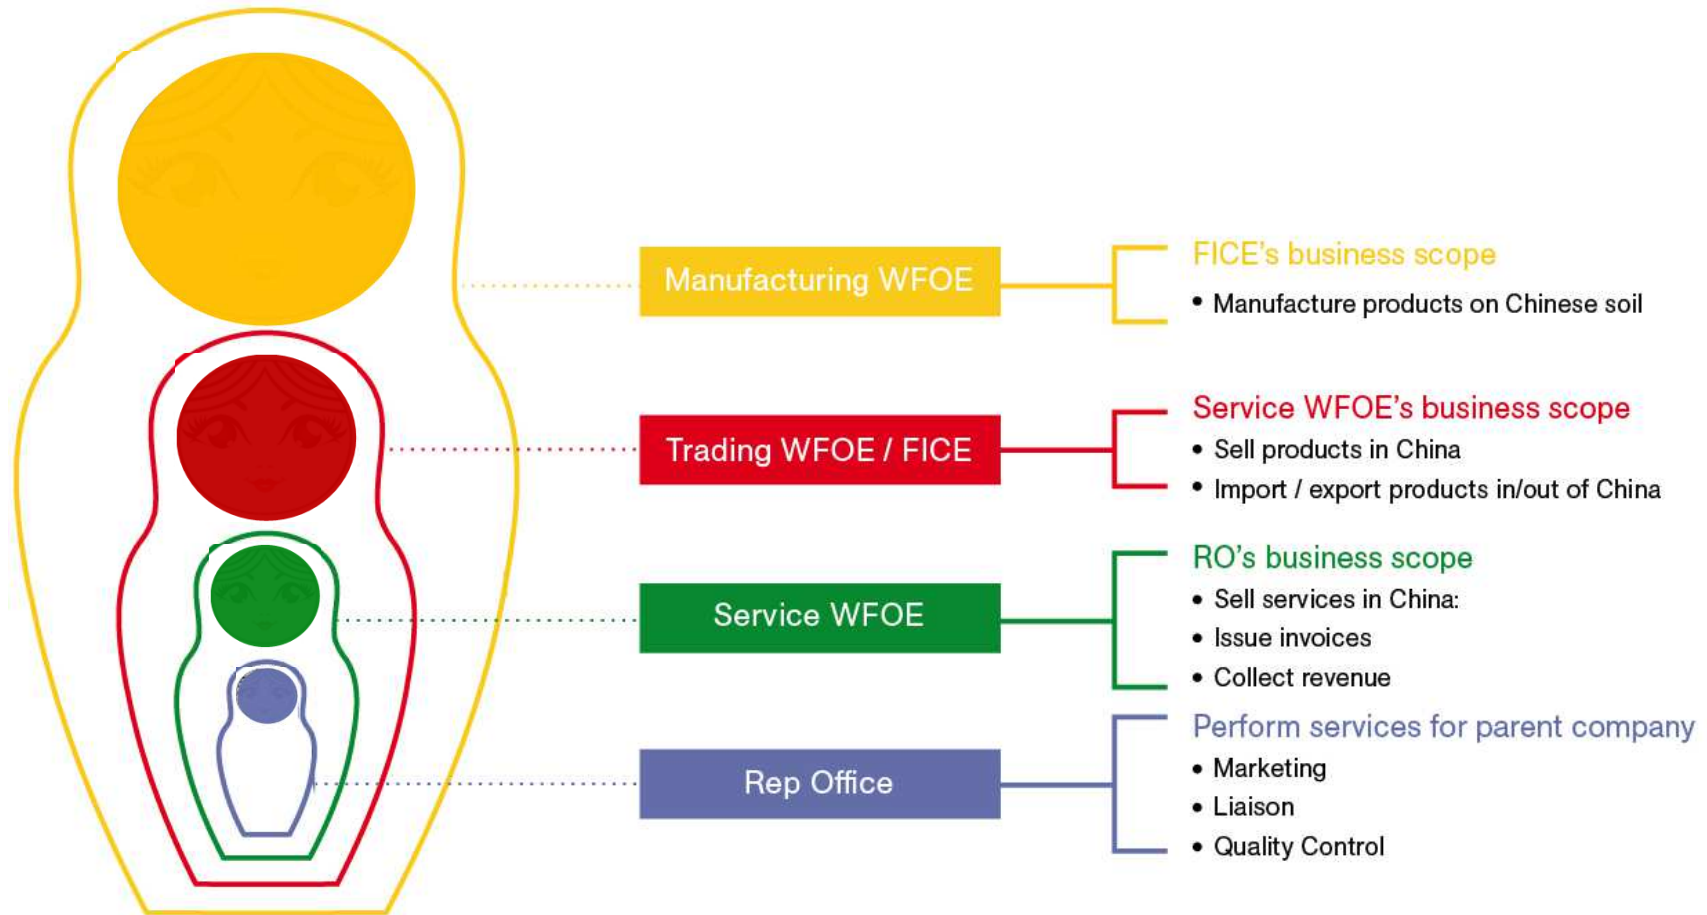 Manufacturing WFOE
FICE's business scope
• Manufacture products on Chinese soil
Trading WFOE / FICE
Service WFOE's business scope
• Sell products in China
• Import / export products in/out of China
Service WFOE
RO's business scope
• Sell services in China:
• Issue invoices
• Collect revenue
Rep Office
Perform services for parent company
• Marketing
• Liaison
• Quality Control